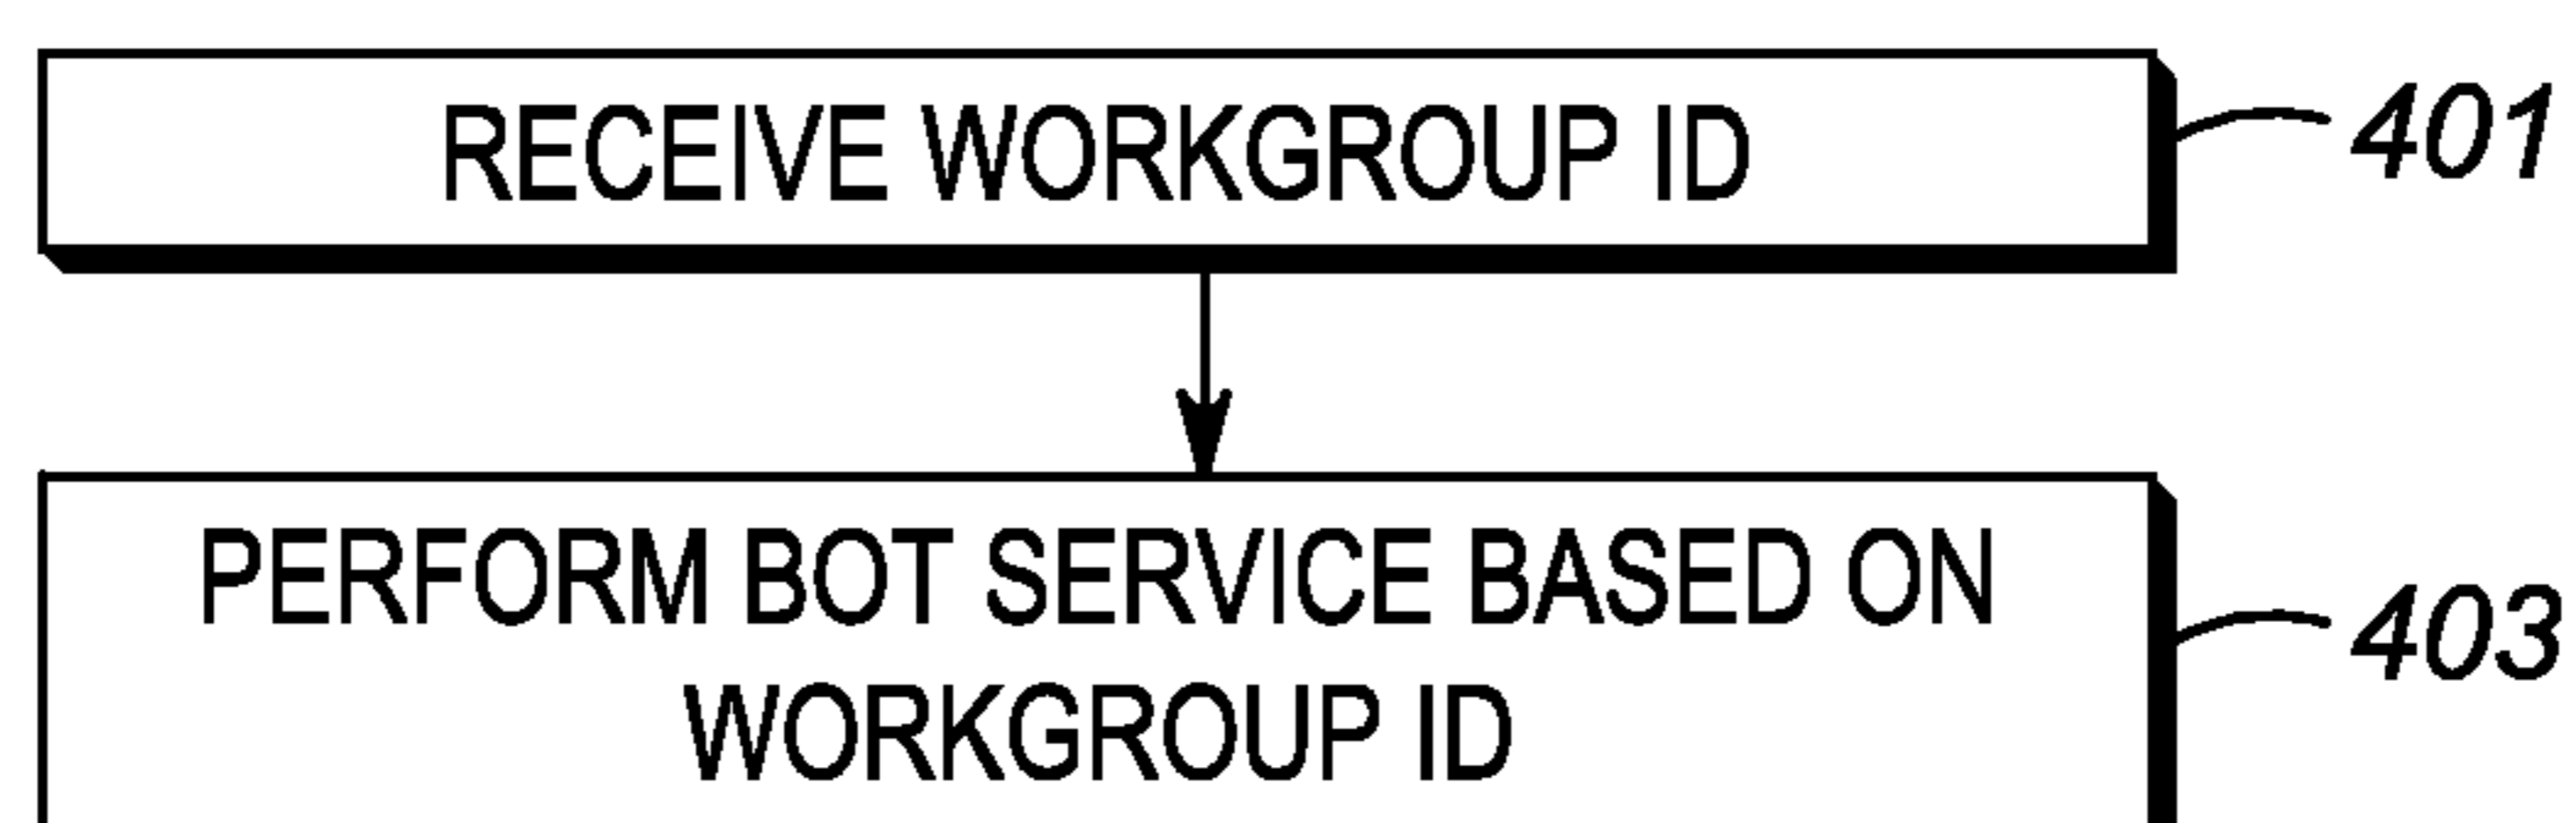 RECEIVE WORKGROUP ID
401
PERFORM BOT SERVICE BASED ON
WORKGROUP ID
403